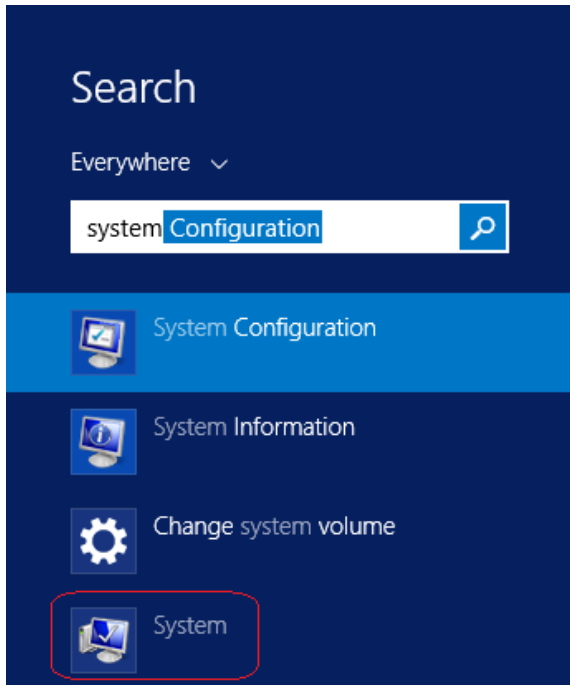 Search
Everywhere
system Configuration
System Configuration
System Information
Change system volume
System